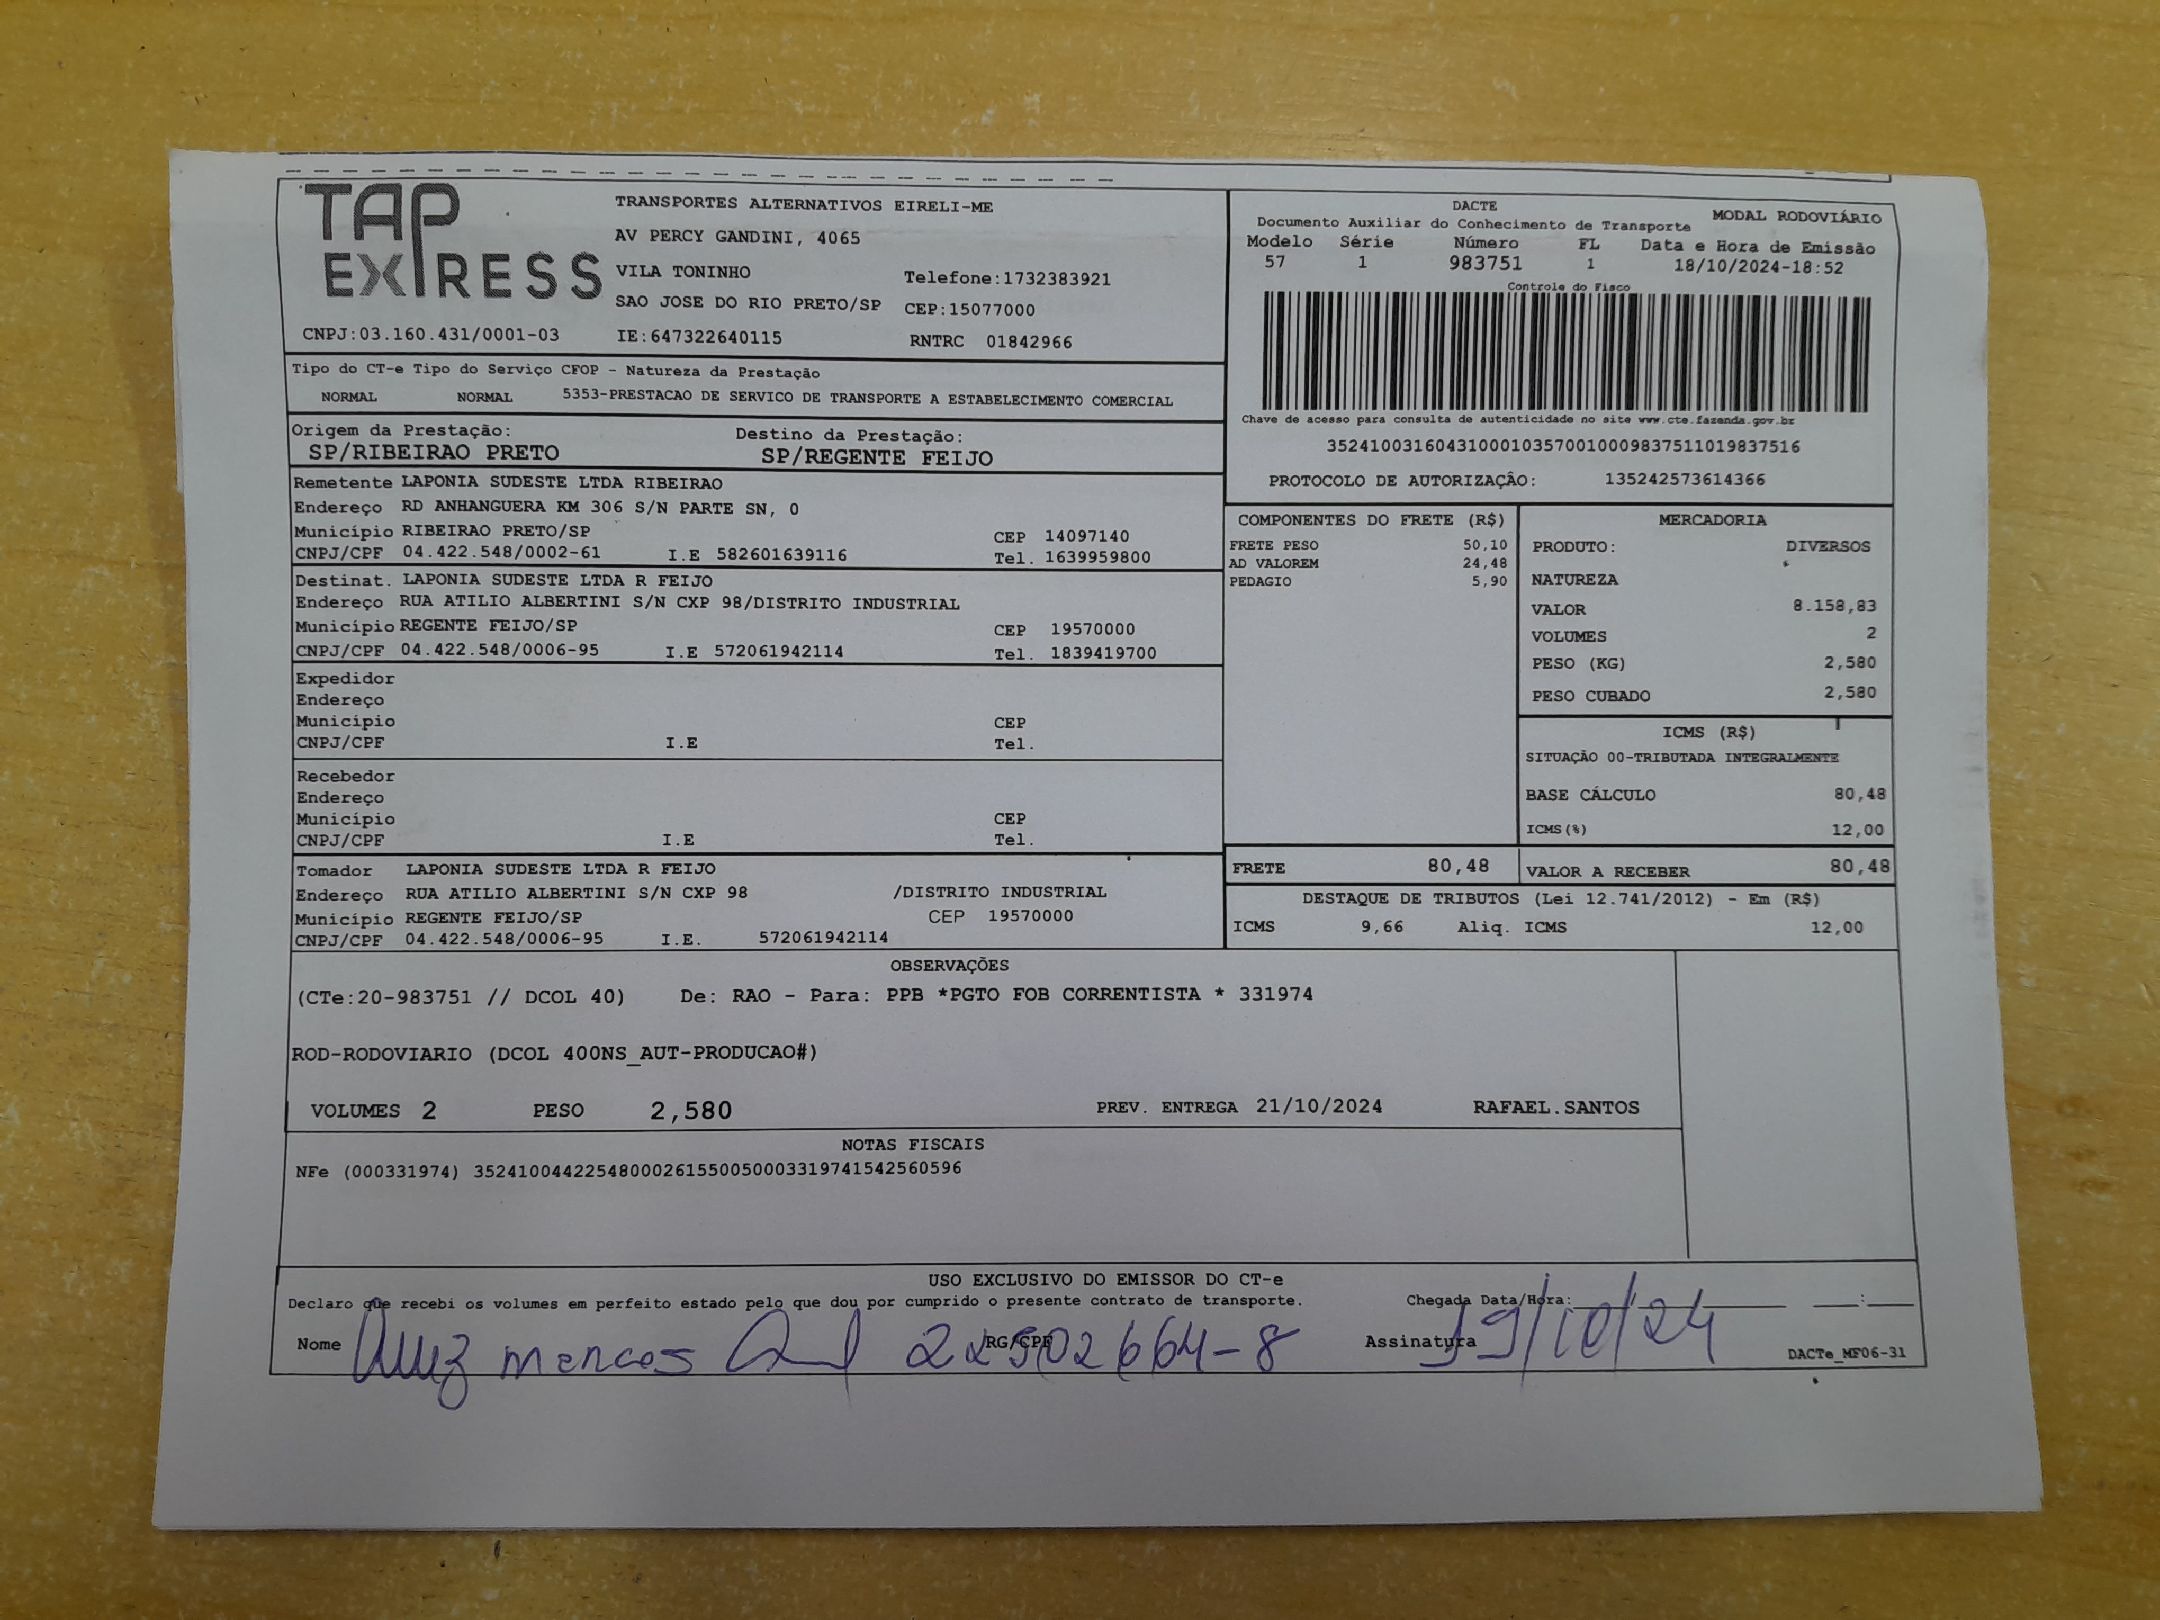 TAP
EXPRESS
TRANSPORTES ALTERNATIVOS EIRELI-ME
AV PERCY GANDINI, 4065
VILA TONINHO
Telefone:1732383921
SAO JOSE DO RIO PRETO/SP CEP:15077000
CNPJ:03.160.431/0001-03 IE:647322640115 RNTRC 01842966
DACTE
Documento Auxiliar do Conhecimento de Transporte MODAL RODOVIÁRIO
Modelo Série Número FL Data e Hora de Emissão
57 1 983751 1 18/10/2024-18:52
Controle do Fisco
Chave de acesso para consulta de autenticidade no site www.cte.fazenda.gov.br
35241003160431000103570010009837511019837516
PROTOCOLO DE AUTORIZAÇÃO: 135242573614366
Tipo do CT-e Tipo do Serviço CFOP - Natureza da Prestação
NORMAL NORMAL 5353-PRESTACAO DE SERVICO DE TRANSPORTE A ESTABELECIMENTO COMERCIAL
Origem da Prestação: Destino da Prestação:
SP/RIBEIRAO PRETO SP/REGENTE FEIJO
Remetente LAPONIA SUDESTE LTDA RIBEIRAO
Endereço RD ANHANGUERA KM 306 S/N PARTE SN, 0
Município RIBEIRAO PRETO/SP CEP 14097140
CNPJ/CPF 04.422.548/0002-61 I.E 582601639116 Tel. 1639959800
Destinat. LAPONIA SUDESTE LTDA R FEIJO
Endereço RUA ATILIO ALBERTINI S/N CXP 98/DISTRITO INDUSTRIAL
Município REGENTE FEIJO/SP CEP 19570000
CNPJ/CPF 04.422.548/0006-95 I.E 572061942114 Tel. 1839419700
Expedidor
Endereço
Município CEP
CNPJ/CPF I.E Tel.
Recebedor
Endereço
Município CEP
CNPJ/CPF I.E Tel.
Tomador LAPONIA SUDESTE LTDA R FEIJO
Endereço RUA ATILIO ALBERTINI S/N CXP 98 /DISTRITO INDUSTRIAL
Município REGENTE FEIJO/SP CEP 19570000
CNPJ/CPF 04.422.548/0006-95 I.E. 572061942114
COMPONENTES DO FRETE (R$)
FRETE PESO 50,10
AD VALOREM 24,48
PEDAGIO 5,90
MERCADORIA
PRODUTO: DIVERSOS
NATUREZA
VALOR 8.158,83
VOLUMES 2
PESO (KG) 2,580
PESO CUBADO 2,580
ICMS (R$)
SITUAÇÃO 00-TRIBUTADA INTEGRALMENTE
BASE CÁLCULO 80,48
ICMS(%) 12,00
FRETE 80,48 VALOR A RECEBER 80,48
DESTAQUE DE TRIBUTOS (Lei 12.741/2012) - Em (R$)
ICMS 9,66 Aliq. ICMS 12,00
OBSERVAÇÕES
(CTe:20-983751 // DCOL 40) De: RAO - Para: PPB *PGTO FOB CORRENTISTA * 331974
ROD-RODOVIARIO (DCOL 400NS_AUT-PRODUCAO#)
VOLUMES 2 PESO 2,580 PREV. ENTREGA 21/10/2024 RAFAEL.SANTOS
NOTAS FISCAIS
NFe (000331974) 35241004422548000261550050003319741542560596
USO EXCLUSIVO DO EMISSOR DO CT-e
Declaro que recebi os volumes em perfeito estado pelo que dou por cumprido o presente contrato de transporte. Chegada Data/Hora: / :
Nome RG/CPF 22502664-8 Assinatura 19/10/24
DACTe_MF06-31